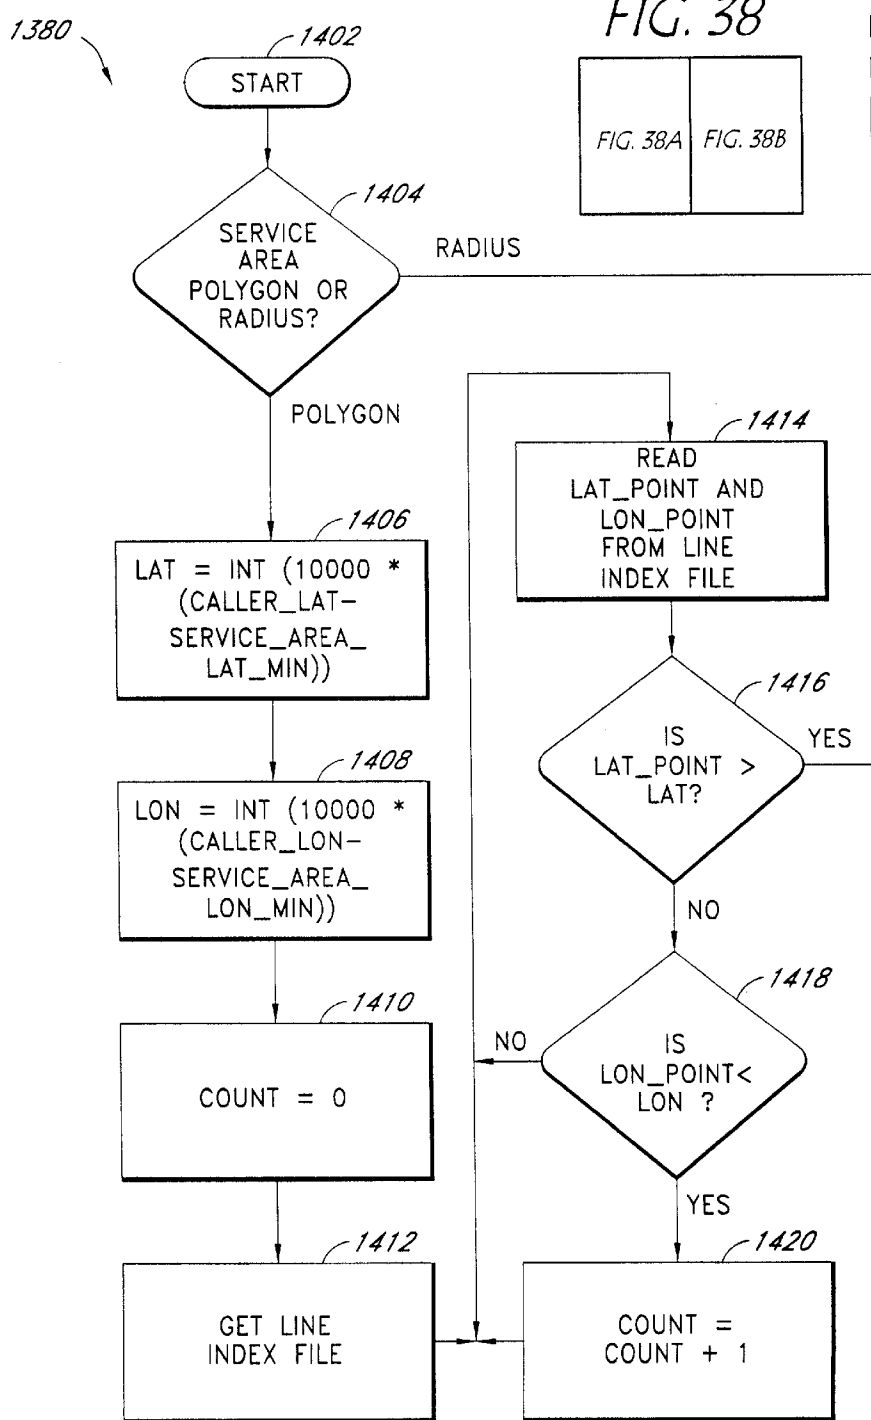 FIG. 38
FIG. 38A
FIG. 38B
1380
1402
START
1404
SERVICE
AREA
POLYGON OR
RADIUS?
RADIUS
POLYGON
1406
LAT = INT (10000 *
(CALLER_LAT-
SERVICE_AREA_
LAT_MIN))
1408
LON = INT (10000 *
(CALLER_LON-
SERVICE_AREA_
LON_MIN))
1410
COUNT = 0
1412
GET LINE
INDEX FILE
1414
READ
LAT_POINT AND
LON_POINT
FROM LINE
INDEX FILE
1416
IS
LAT_POINT >
LAT?
YES
NO
1418
IS
LON_POINT<
LON ?
NO
YES
1420
COUNT =
COUNT + 1